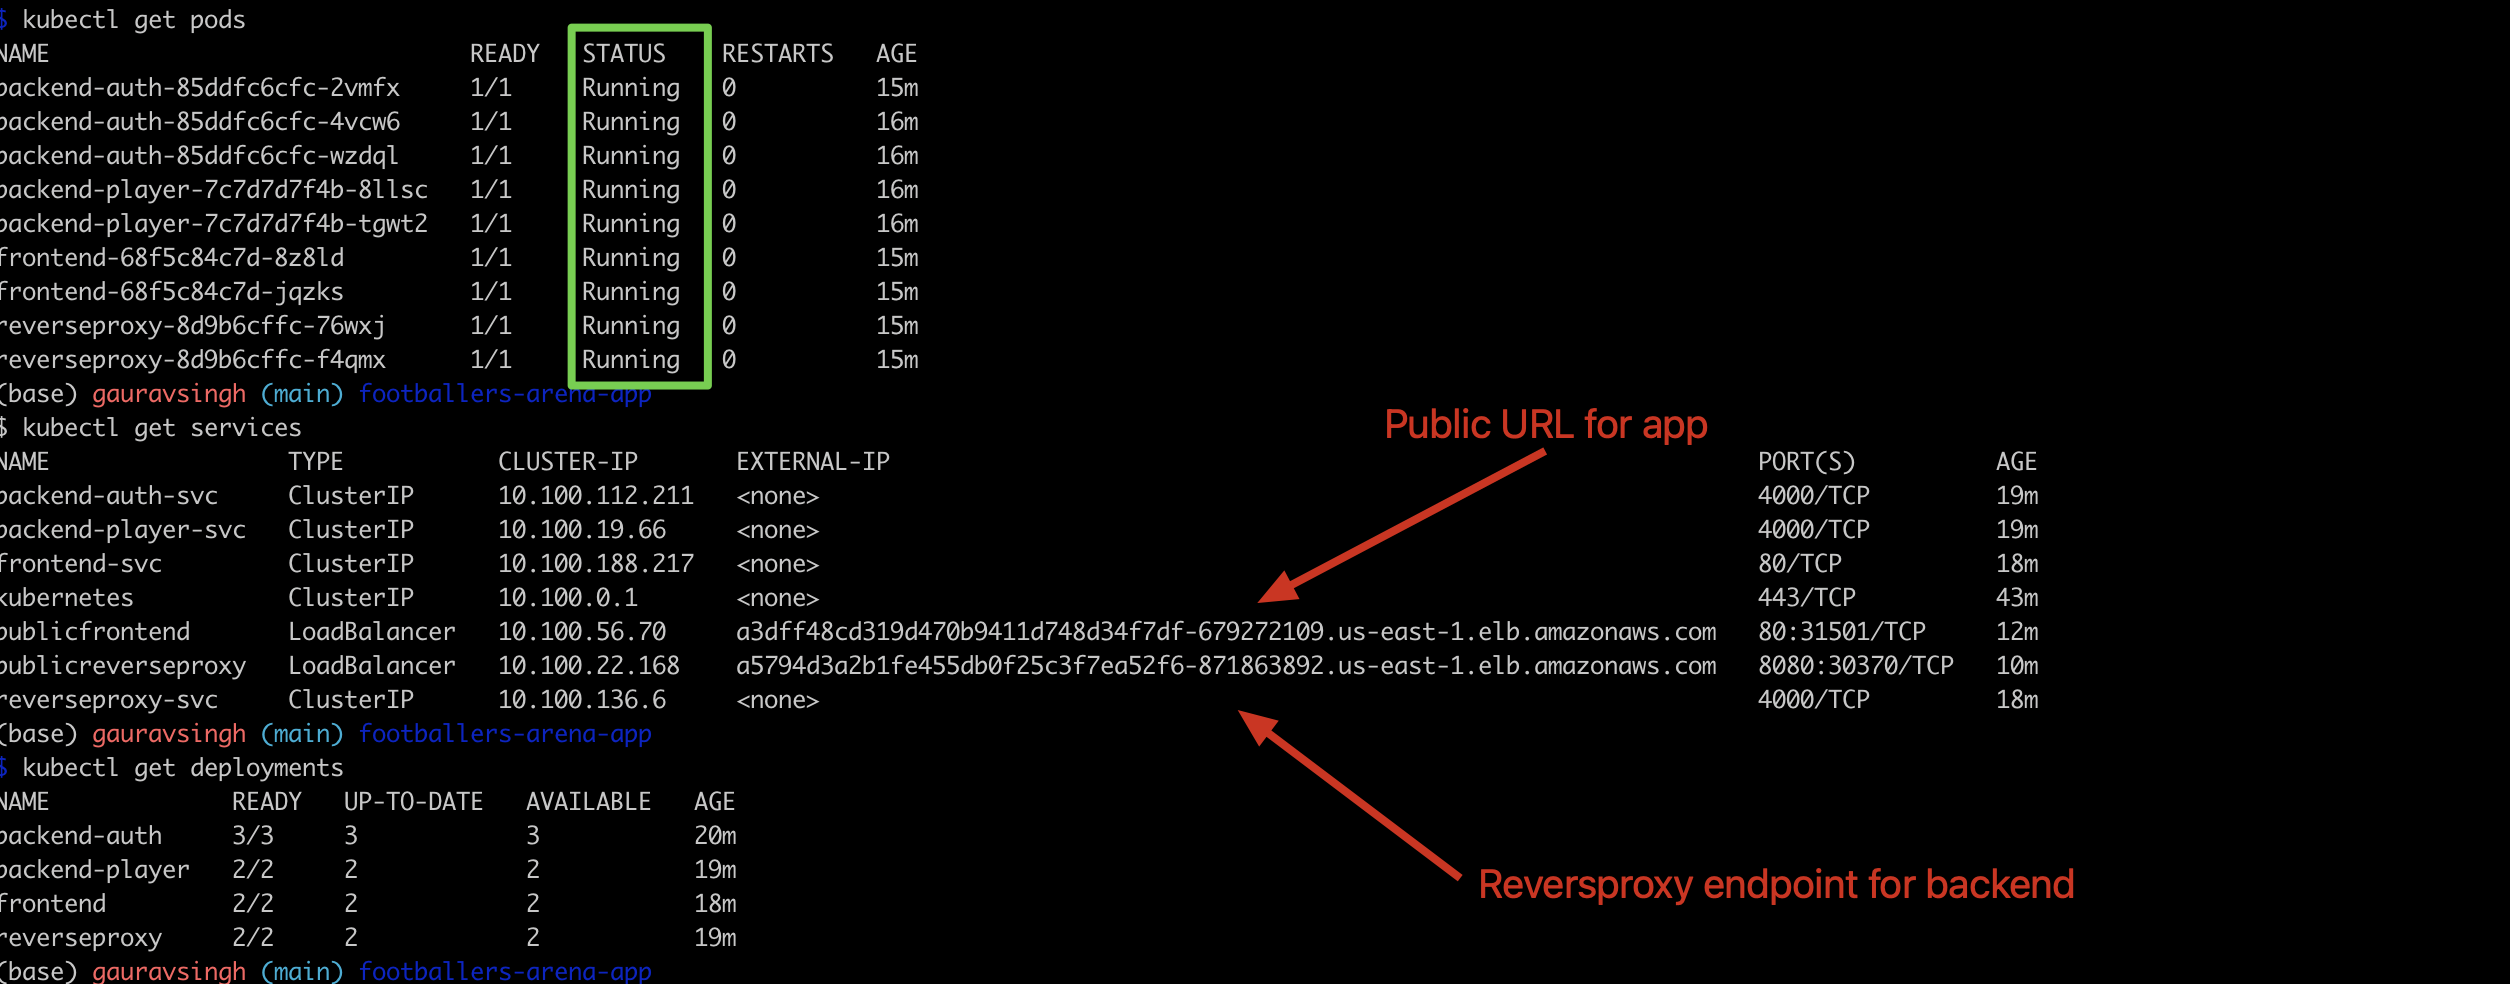 $ kubectl get pods
NAME READY STATUS RESTARTS AGE
backend-auth-85ddfc6cfc-2vmfx 1/1 Running 0 15m
backend-auth-85ddfc6cfc-4vcw6 1/1 Running 0 16m
backend-auth-85ddfc6cfc-wzdql 1/1 Running 0 16m
backend-player-7c7d7d7f4b-8llsc 1/1 Running 0 16m
backend-player-7c7d7d7f4b-tgwt2 1/1 Running 0 16m
frontend-68f5c84c7d-8z8ld 1/1 Running 0 15m
frontend-68f5c84c7d-jqzks 1/1 Running 0 15m
reverseproxy-8d9b6cffc-76wxj 1/1 Running 0 15m
reverseproxy-8d9b6cffc-f4qmx 1/1 Running 0 15m
(base) gauravsingh (main) footballers-arena-app
Public URL for app
$ kubectl get services
NAME TYPE CLUSTER-IP EXTERNAL-IP PORT(S) AGE
backend-auth-svc ClusterIP 10.100.112.211 <none> 4000/TCP 19m
backend-player-svc ClusterIP 10.100.19.66 <none> 4000/TCP 19m
frontend-svc ClusterIP 10.100.188.217 <none> 80/TCP 18m
kubernetes ClusterIP 10.100.0.1 <none> 443/TCP 43m
publicfrontend LoadBalancer 10.100.56.70 a3dff48cd319d470b9411d748d34f7df-679272109.us-east-1.elb.amazonaws.com 80:31501/TCP 12m
publicreverseproxy LoadBalancer 10.100.22.168 a5794d3a2b1fe455db0f25c3f7ea52f6-871863892.us-east-1.elb.amazonaws.com 8080:30370/TCP 10m
reverseproxy-svc ClusterIP 10.100.136.6 <none> 4000/TCP 18m
(base) gauravsingh (main) footballers-arena-app
$ kubectl get deployments
NAME READY UP-TO-DATE AVAILABLE AGE
backend-auth 3/3 3 3 20m
backend-player 2/2 2 2 19m
Reversproxy endpoint for backend
frontend 2/2 2 2 18m
reverseproxy 2/2 2 2 19m
(base) gauravsingh (main) footballers-arena-app